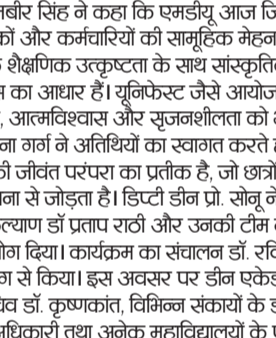 नबीर सिंह ने कहा कि एमडीयू आज जि
कों और कर्मचारियों की सामूहिक मेहन
शैक्षणिक उत्कृष्टता के साथ सांस्कृति
स का आधार हैं। यूनिफेस्ट जैसे आयोज
, आत्मविश्वास और सृजनशीलता को
ना गर्ग ने अतिथियों का स्वागत करते
की जीवंत परंपरा का प्रतीक है, जो छात्रों
ना से जोड़ता है। डिप्टी डीन प्रो. सोनू ने
ल्याण डॉ प्रताप राठी और उनकी टीम
ोग दिया। कार्यक्रम का संचालन डॉ. रवि
ग से किया। इस अवसर पर डीन एकेड
चिव डॉ. कृष्णकांत, विभिन्न संकायों के
अधिकारी तथा अनेक महाविद्यालयों के